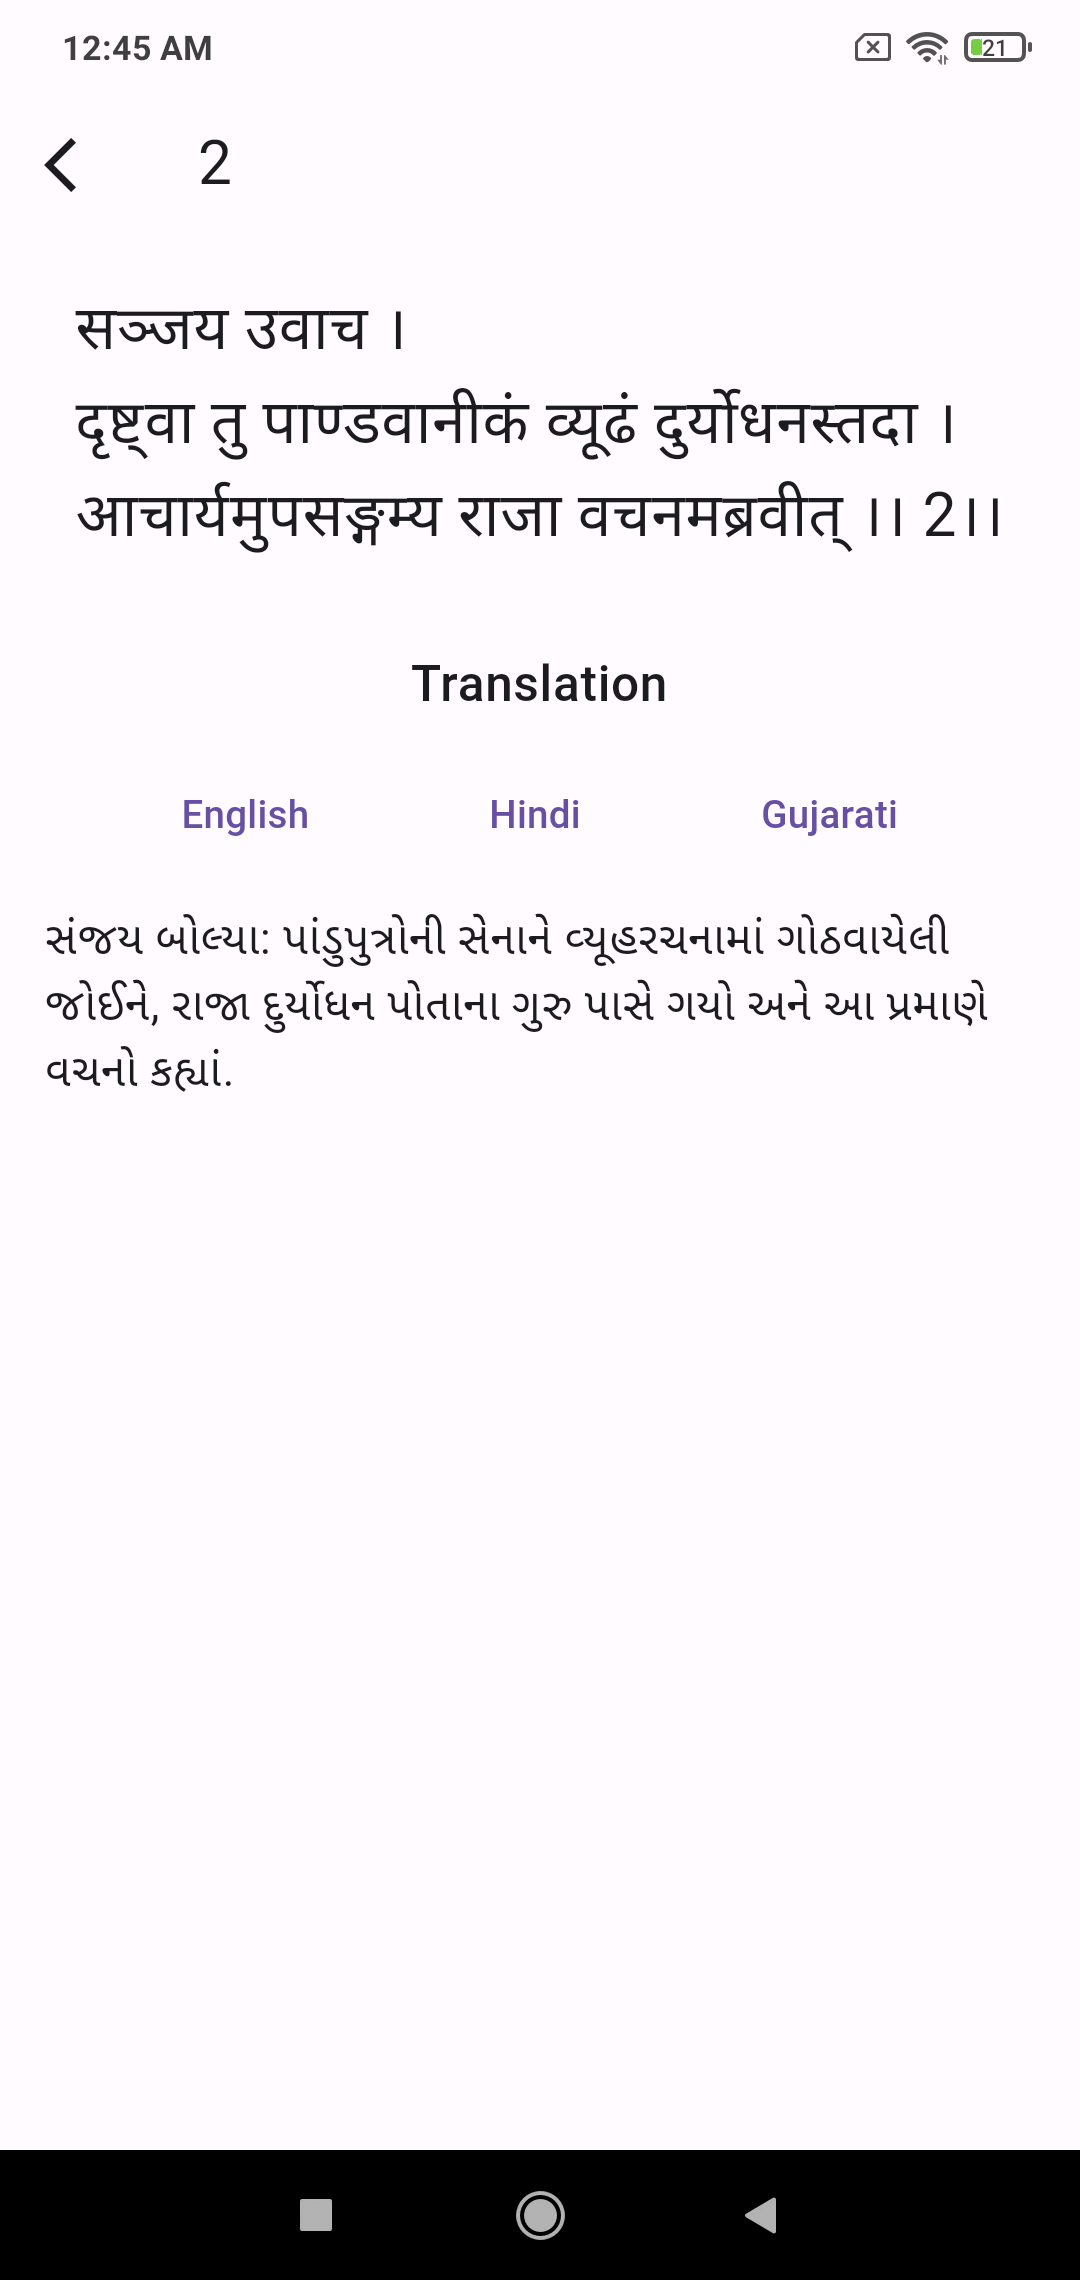 12:45 AM
21
2
सञ्जय उवाच ।
दृष्ट्वा तु पाण्डवानीकं व्यूढं दुर्योधनस्तदा ।
आचार्यमुपसङ्गम्य राजा वचनमब्रवीत् ।। 2।।
Translation
English Hindi Gujarati
સંજય બોલ્યા: પાંડુપુત્રોની સેનાને વ્યૂહરચનામાં ગોઠવાયેલી
જોઈને, રાજા દુર્યોધન પોતાના ગુરુ પાસે ગયો અને આ પ્રમાણે
વચનો કહ્યાં.